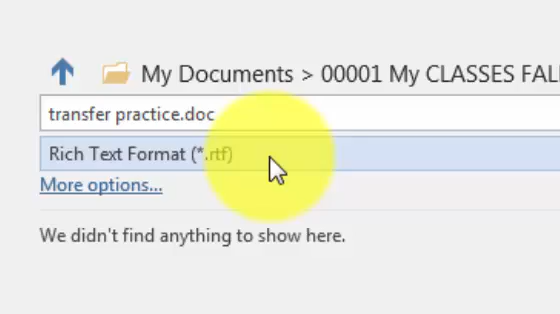 My Documents > 00001 My CLASSES FAL
transfer practice.doc
Rich Text Format (*.rtf)
More options...
We didn't find anything to show here.